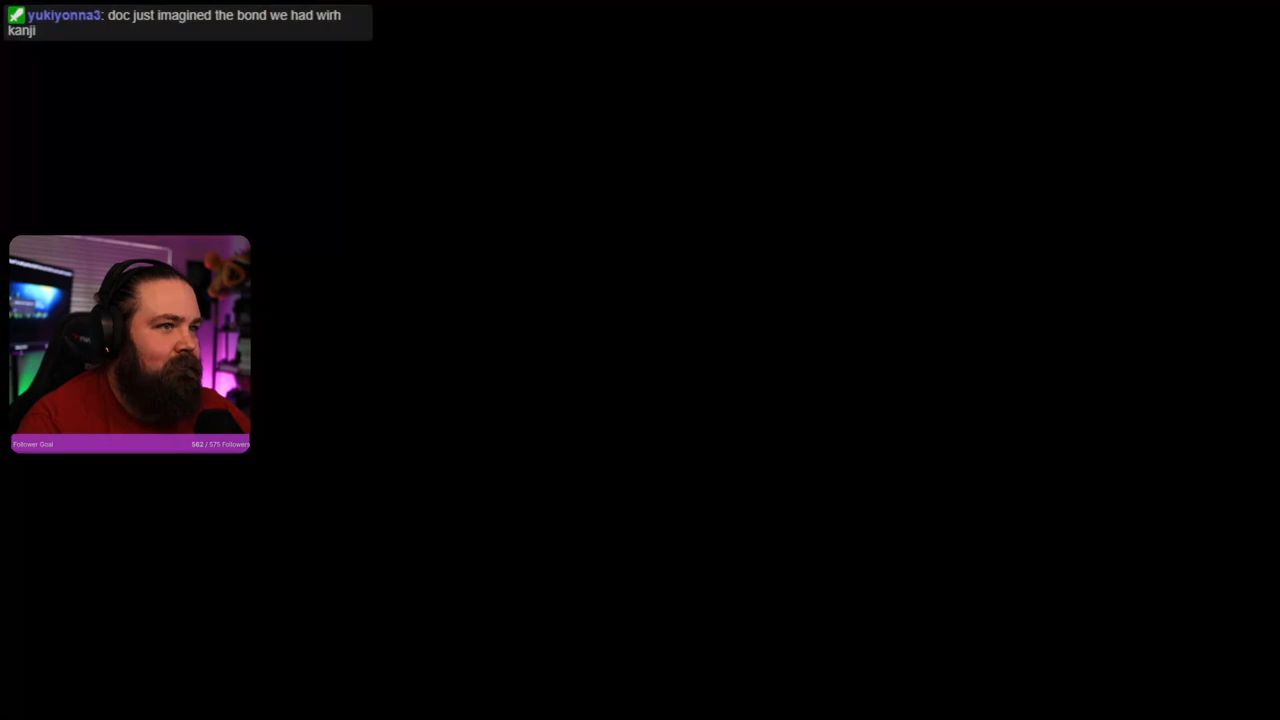 yukiyonna3: doc just imagined the bond we had wirh
kanji
Follower Goal 562 / 575 Followers